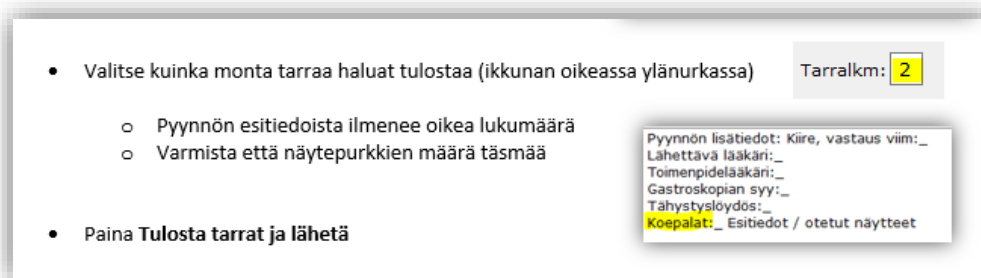 • Valitse kuinka monta tarraa haluat tulostaa (ikkunan oikeassa ylänurkassa)
Tarralkm: 2
o Pyynnön esitiedoista ilmenee oikea lukumäärä
o Varmista että näytepurkkien määrä täsmää
Pyynnön lisätiedot: Kiire, vastaus viim:_
Lähettävä lääkäri:_
Toimenpidelääkäri:_
Gastroskopian syy:_
Tähystyslöydös:_
Koepalat:_ Esitiedot / otetut näytteet
• Paina Tulosta tarrat ja lähetä